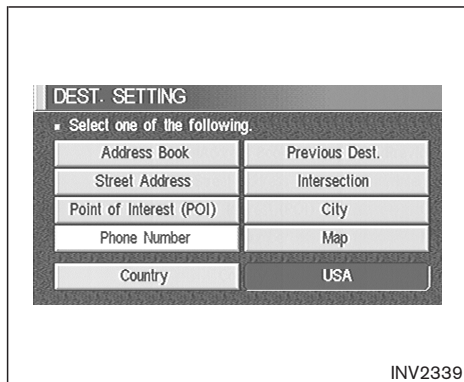 DEST. SETTING
▪ Select one of the following.
Address Book Previous Dest.
Street Address Intersection
Point of Interest (POI) City
Phone Number Map
Country USA
INV2339